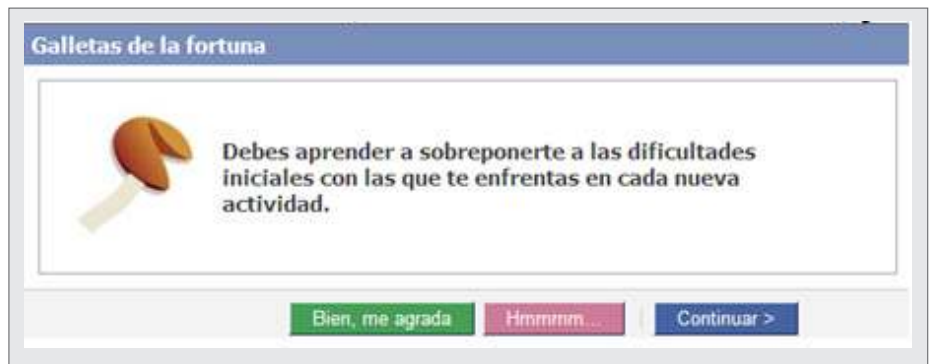 Galletas de la fortuna
Debes aprender a sobreponerte a las dificultades
iniciales con las que te enfrentas en cada nueva
actividad.
Bien, me agrada
Hmmmm...
Continuar >